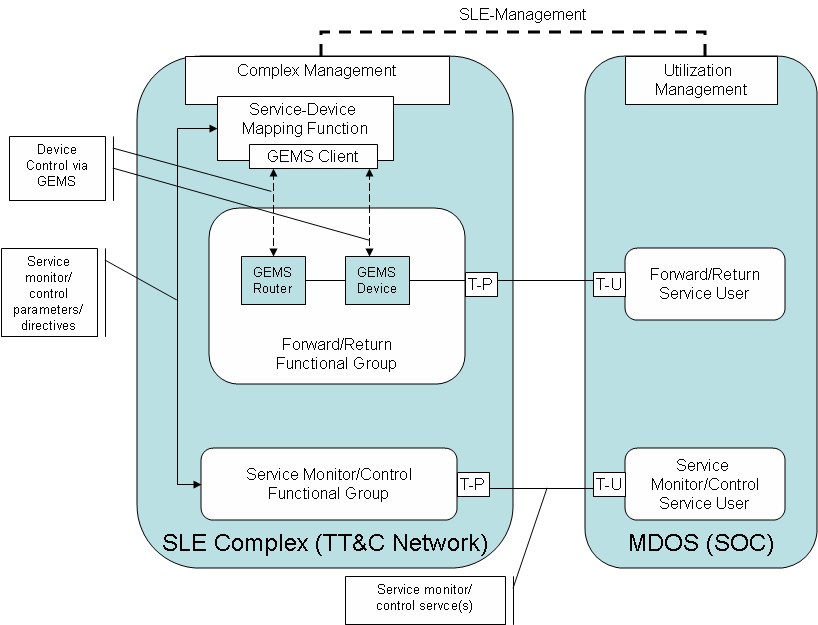 SLE-Management
Complex Management
Utilization
Management
Service-Device
Mapping Function
GEMS Client
Device
Control via
GEMS
Service
monitor/
control
parameters/
directives
GEMS
Router
GEMS
Device
T-P
T-U
Forward/Return
Service User
Forward/Return
Functional Group
Service Monitor/Control
Functional Group
T-P
T-U
Service
Monitor/Control
Service User
SLE Complex (TT&C Network)
MDOS (SOC)
Service monitor/
control servce(s)